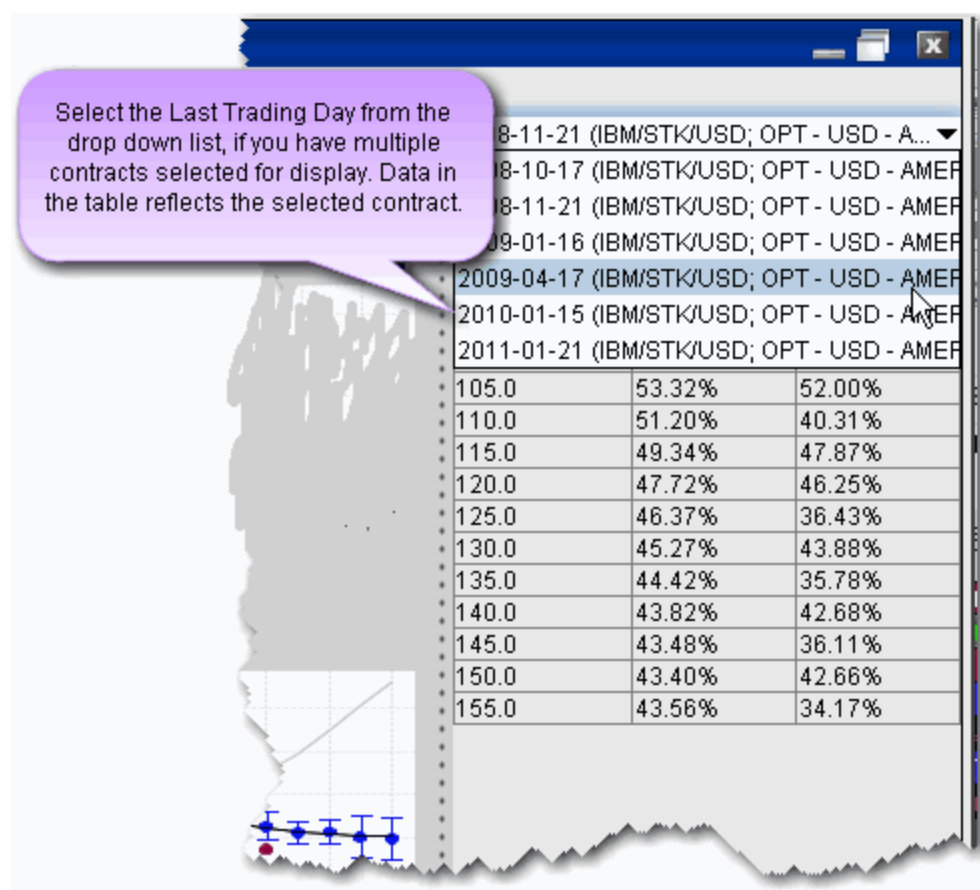 Select the Last Trading Day from the
drop down list, if you have multiple
contracts selected for display. Data in
the table reflects the selected contract.
8-11-21 (IBM/STK/USD; OPT - USD - A...
08-10-17 (IBM/STK/USD; OPT - USD - AMER
08-11-21 (IBM/STK/USD; OPT - USD - AMER
09-01-16 (IBM/STK/USD; OPT - USD - AMER
2009-04-17 (IBM/STK/USD; OPT - USD - AMER
2010-01-15 (IBM/STK/USD; OPT - USD - AMER
2011-01-21 (IBM/STK/USD; OPT - USD - AMER
105.0 53.32% 52.00%
110.0 51.20% 40.31%
115.0 49.34% 47.87%
120.0 47.72% 46.25%
125.0 46.37% 36.43%
130.0 45.27% 43.88%
135.0 44.42% 35.78%
140.0 43.82% 42.68%
145.0 43.48% 36.11%
150.0 43.40% 42.66%
155.0 43.56% 34.17%